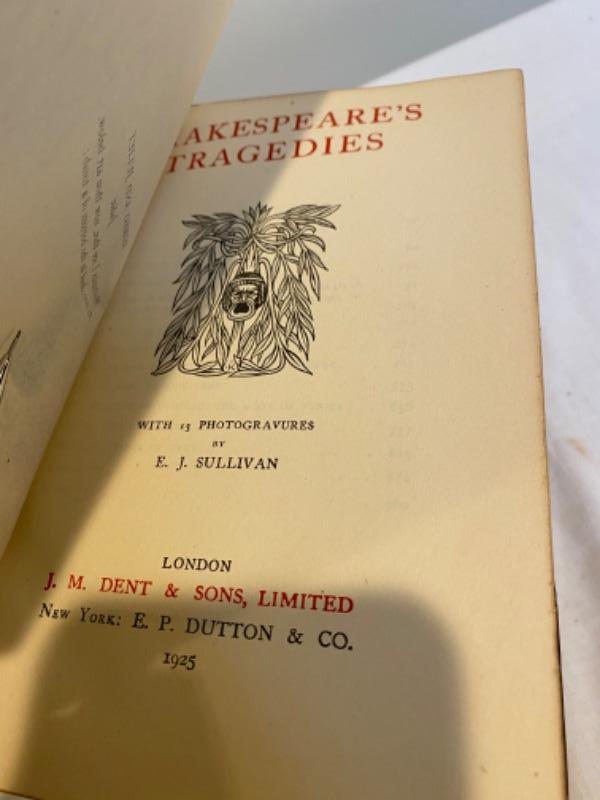 AKESPEARE'S
TRAGEDIES
WITH 15 PHOTOGRAVURES
BY
E. J. SULLIVAN
LONDON
J. M. DENT & SONS, LIMITED
NEW YORK: E. P. DUTTON & CO.
1925